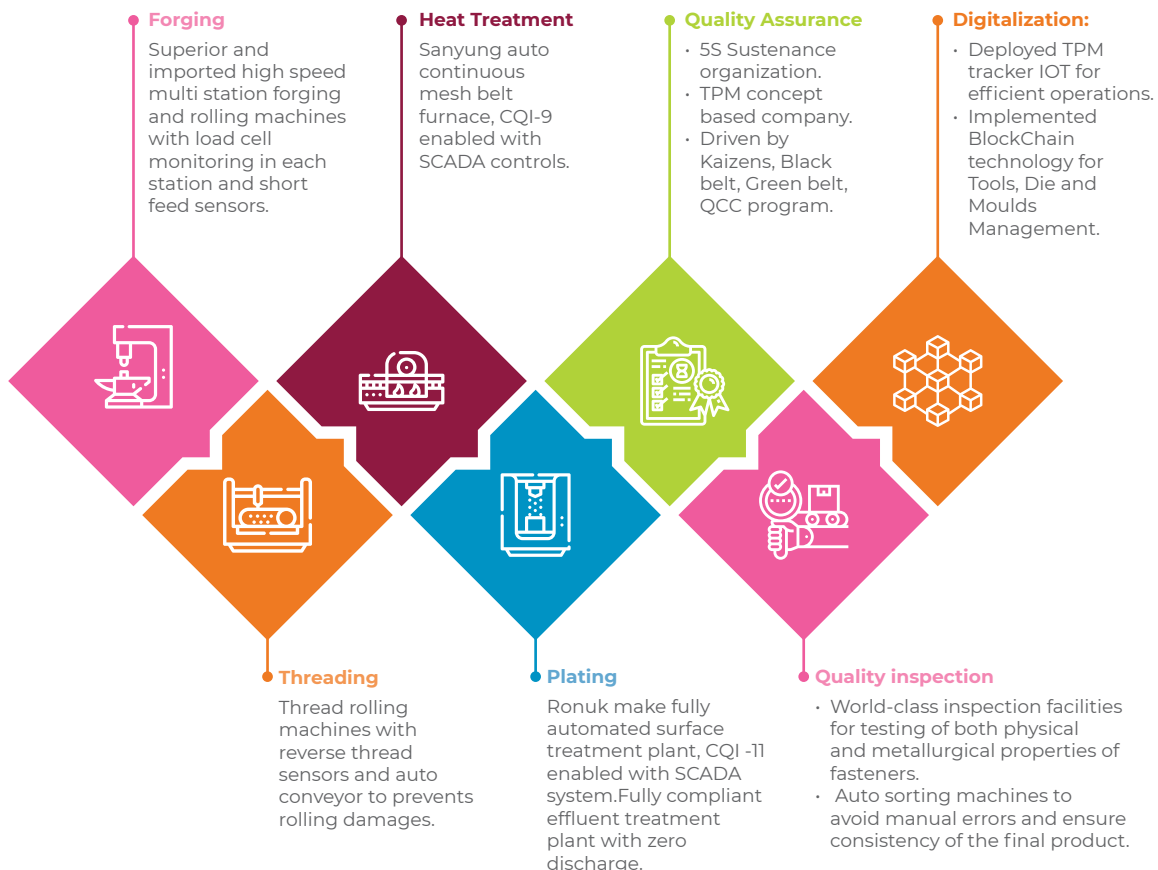 Forging
Superior and
imported high speed
multi station forging
and rolling machines
with load cell
monitoring in each
station and short
feed sensors.
Heat Treatment
Sanyung auto
continuous
mesh belt
furnace, CQI-9
enabled with
SCADA controls.
Quality Assurance
• 5S Sustenance
organization.
• TPM concept
based company.
• Driven by
Kaizens, Black
belt, Green belt,
QCC program.
Digitalization:
• Deployed TPM
tracker IOT for
efficient operations.
• Implemented
BlockChain
technology for
Tools, Die and
Moulds
Management.
Threading
Thread rolling
machines with
reverse thread
sensors and auto
conveyor to prevents
rolling damages.
Plating
Ronuk make fully
automated surface
treatment plant, CQI -11
enabled with SCADA
system.Fully compliant
effluent treatment
plant with zero
discharge.
Quality inspection
• World-class inspection facilities
for testing of both physical
and metallurgical properties of
fasteners.
• Auto sorting machines to
avoid manual errors and ensure
consistency of the final product.